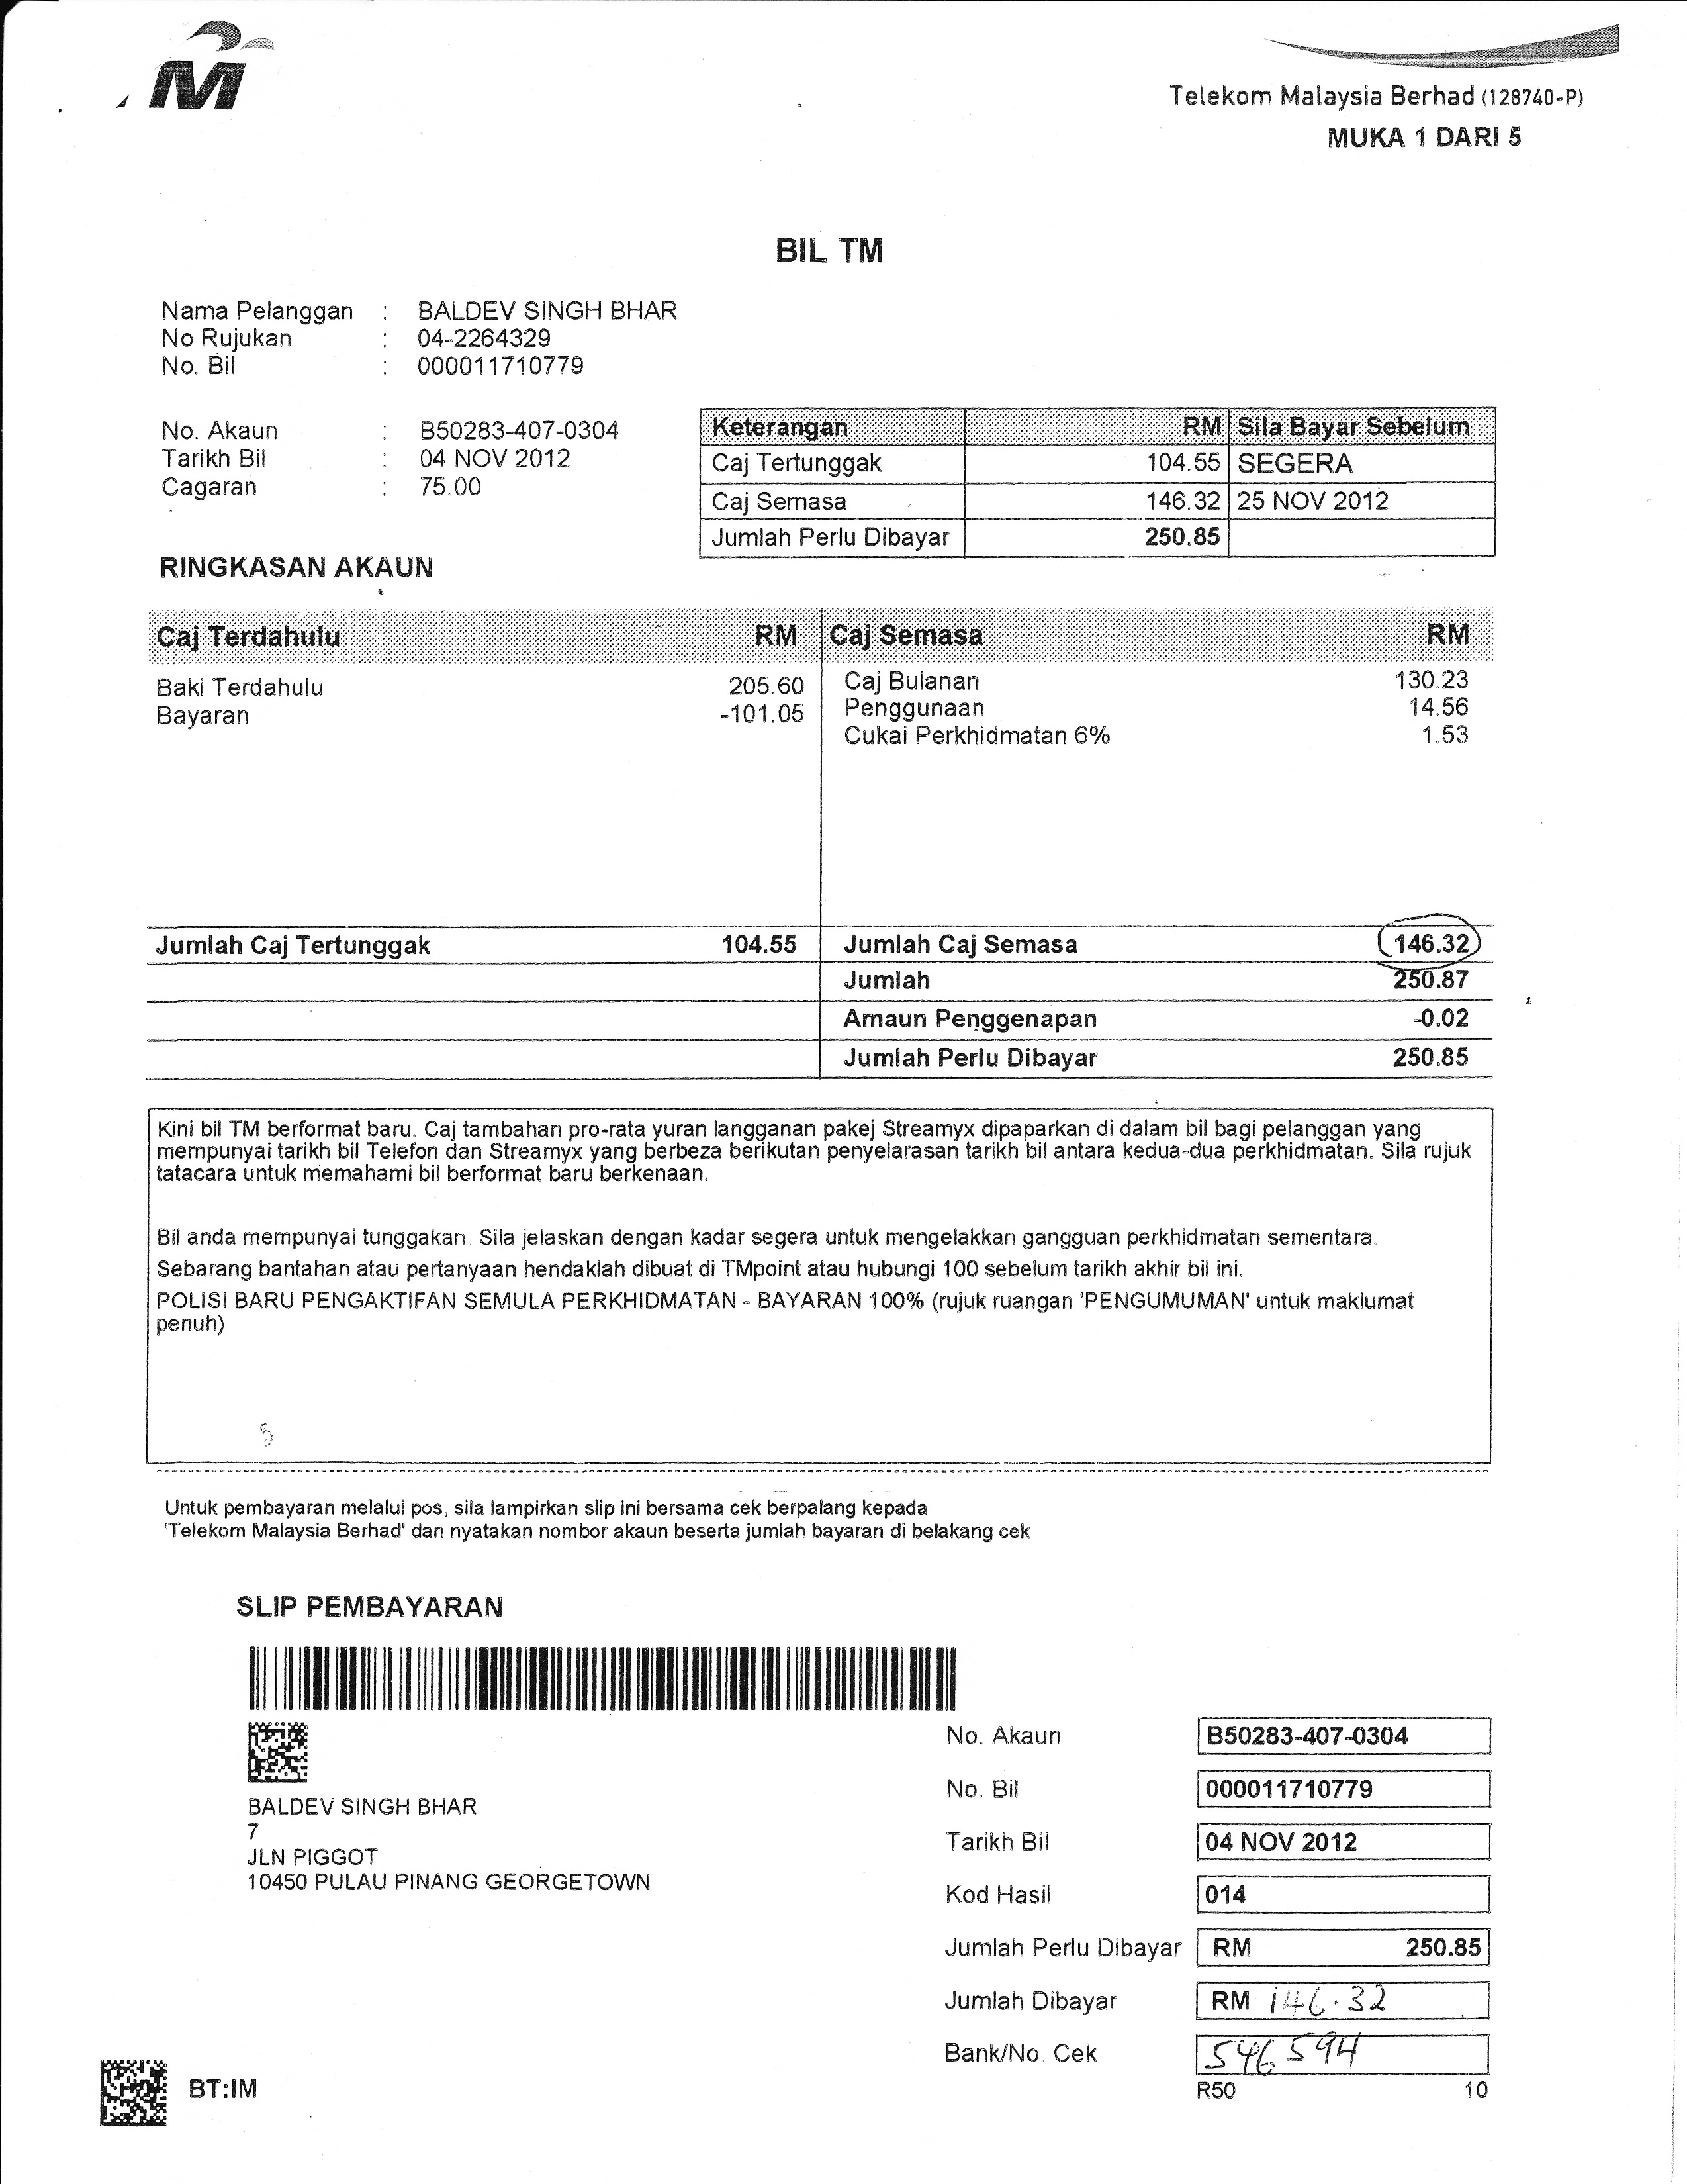 M
Telekom Malaysia Berhad (128740-P)
MUKA 1 DARI 5
BIL TM
Nama Pelanggan : BALDEV SINGH BHAR
No Rujukan : 04-2264329
No. Bil : 000011710779
No. Akaun : B50283-407-0304
Tarikh Bil : 04 NOV 2012
Cagaran : 75.00
Keterangan RM Sila Bayar Sebelum
Caj Tertunggak 104.55 SEGERA
Caj Semasa 146.32 25 NOV 2012
Jumlah Perlu Dibayar 250.85
RINGKASAN AKAUN
Caj Terdahulu RM Caj Semasa RM
Baki Terdahulu 205.60 Caj Bulanan 130.23
Bayaran -101.05 Penggunaan 14.56
Cukai Perkhidmatan 6% 1.53
Jumlah Caj Tertunggak 104.55 Jumlah Caj Semasa 146.32
Jumlah 250.87
Amaun Penggenapan -0.02
Jumlah Perlu Dibayar 250.85
Kini bil TM berformat baru. Caj tambahan pro-rata yuran langganan pakej Streamyx dipaparkan di dalam bil bagi pelanggan yang
mempunyai tarikh bil Telefon dan Streamyx yang berbeza berikutan penyelarasan tarikh bil antara kedua-dua perkhidmatan. Sila rujuk
tatacara untuk memahami bil berformat baru berkenaan.
Bil anda mempunyai tunggakan. Sila jelaskan dengan kadar segera untuk mengelakkan gangguan perkhidmatan sementara.
Sebarang bantahan atau pertanyaan hendaklah dibuat di TMpoint atau hubungi 100 sebelum tarikh akhir bil ini.
POLISI BARU PENGAKTIFAN SEMULA PERKHIDMATAN - BAYARAN 100% (rujuk ruangan 'PENGUMUMAN' untuk maklumat
penuh)
Untuk pembayaran melalui pos, sila lampirkan slip ini bersama cek berpalang kepada
'Telekom Malaysia Berhad' dan nyatakan nombor akaun beserta jumlah bayaran di belakang cek
SLIP PEMBAYARAN
BALDEV SINGH BHAR
7
JLN PIGGOT
10450 PULAU PINANG GEORGETOWN
No. Akaun B50283-407-0304
No. Bil 000011710779
Tarikh Bil 04 NOV 2012
Kod Hasil 014
Jumlah Perlu Dibayar RM 250.85
Jumlah Dibayar RM 146.32
Bank/No. Cek 546594
R50 10
BT:IM